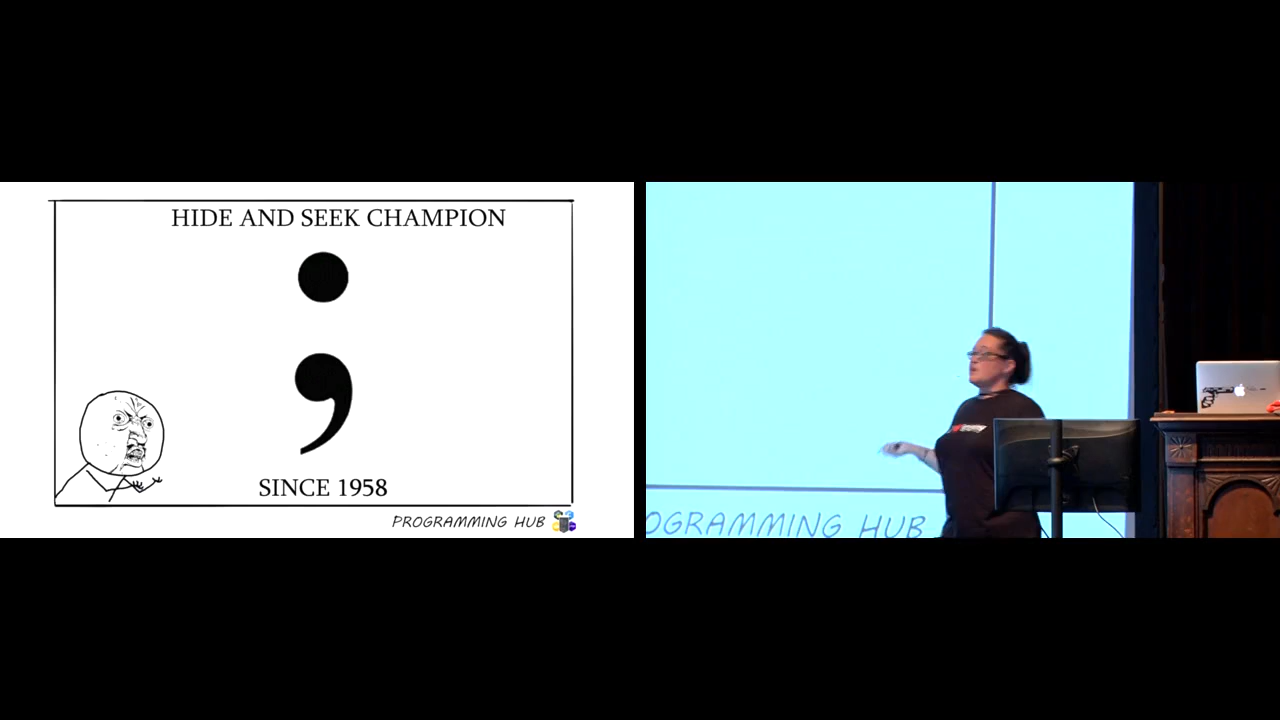 HIDE AND SEEK CHAMPION
;
SINCE 1958
PROGRAMMING HUB
OGRAMMING HUB